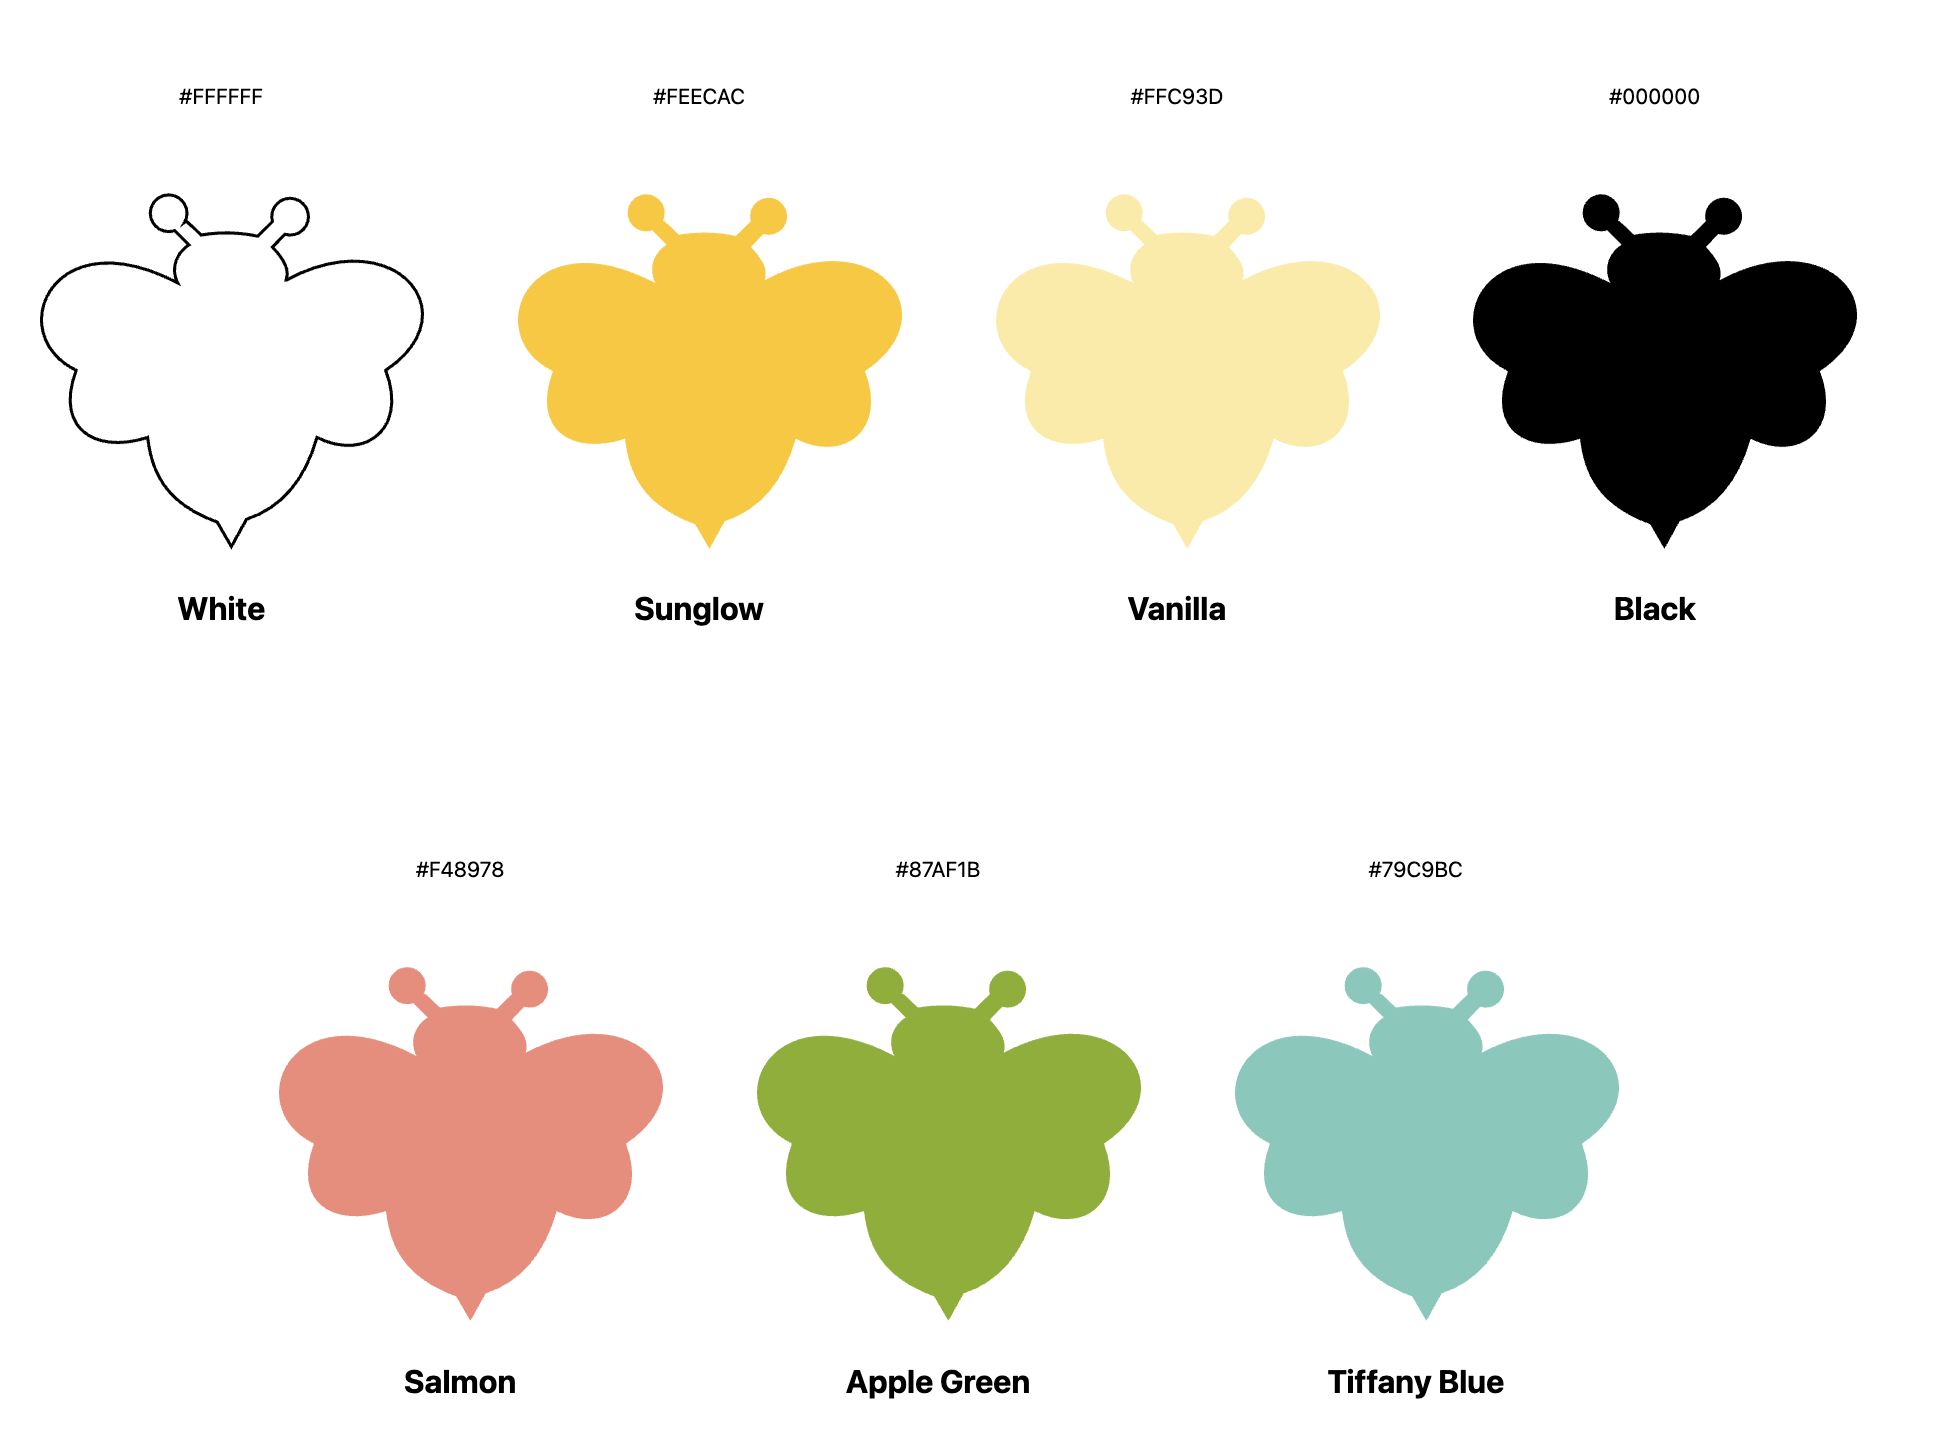 #FFFFFF
#FEECAC
#FFC93D
#000000
White
Sunglow
Vanilla
Black
#F48978
#87AF1B
#79C9BC
Salmon
Apple Green
Tiffany Blue